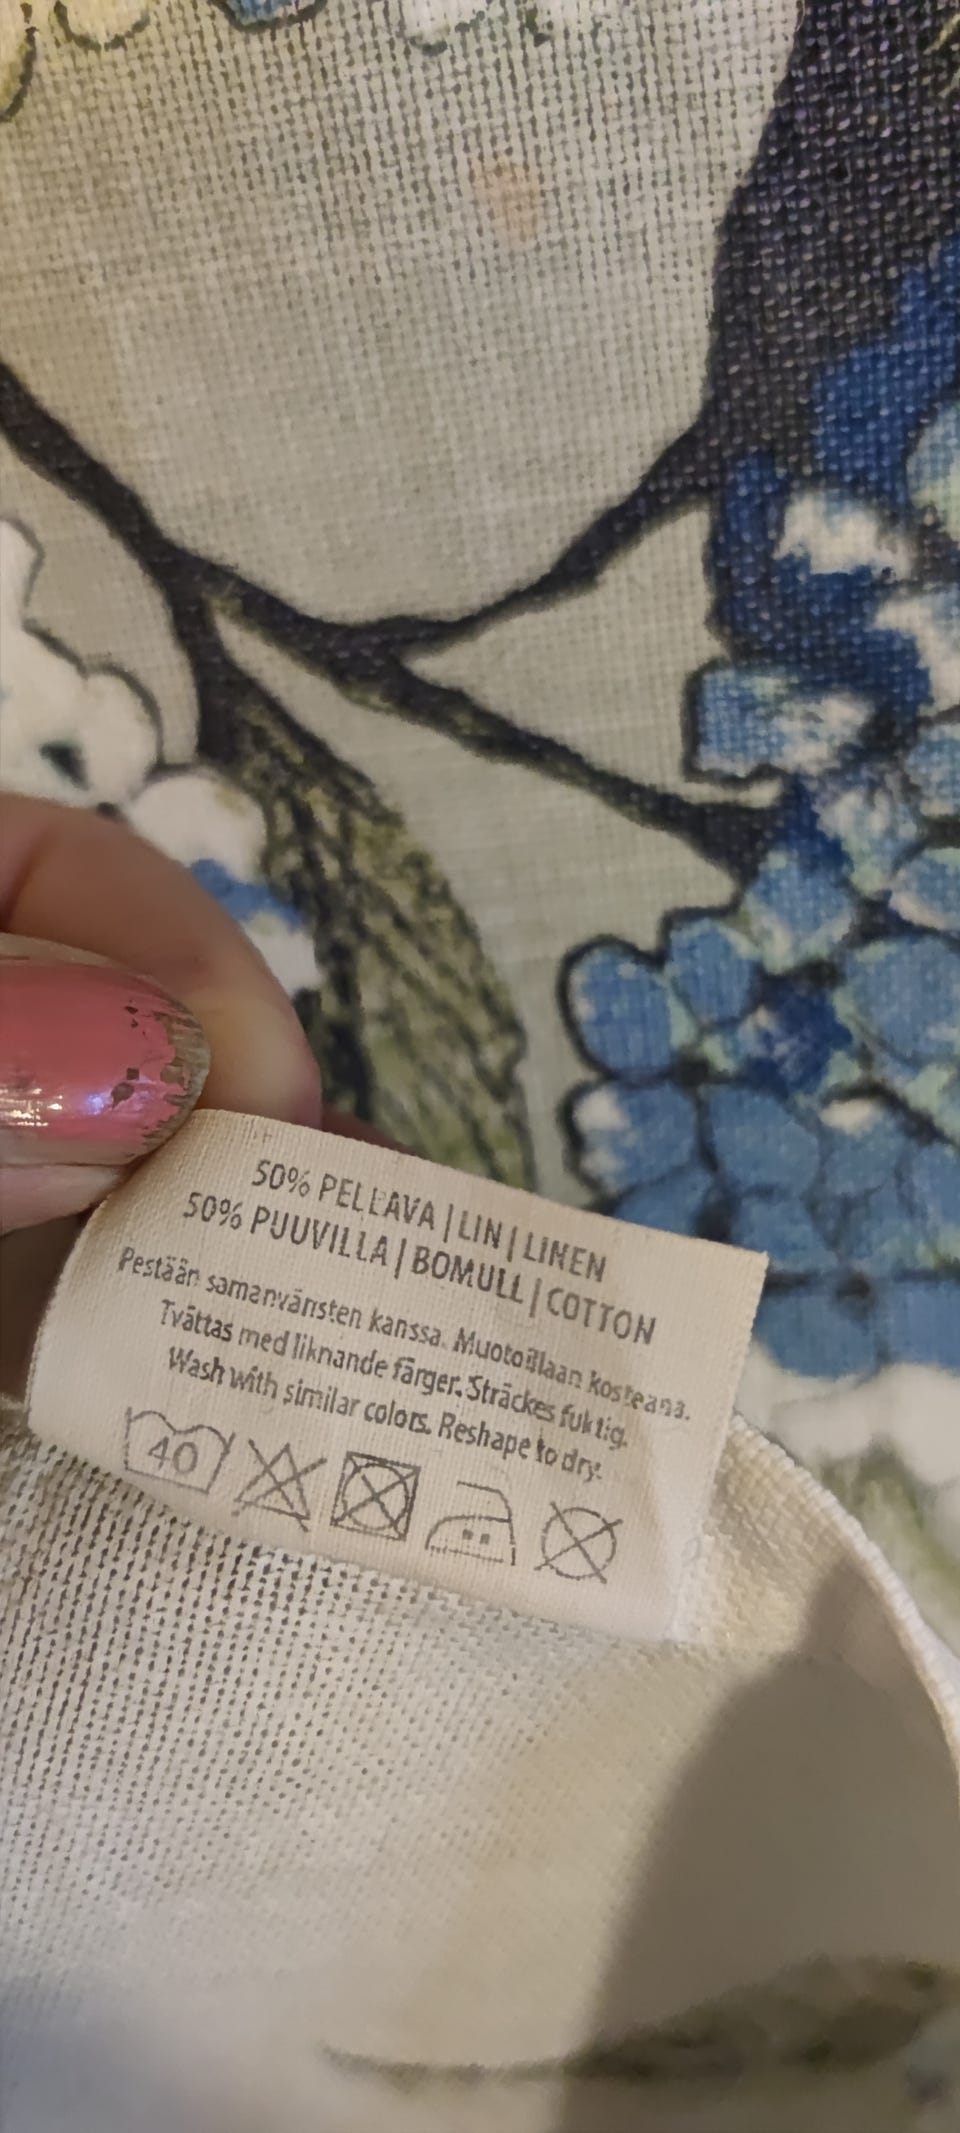 50% PELLAVA | LIN | LINEN
50% PUUVILLA | BOMULL | COTTON
Pestään samanvänsten kanssa. Muotoillaan kosteana.
Tvättas med liknande färger. Sträckes fuktig.
Wash with similar colors. Reshape to dry.
40